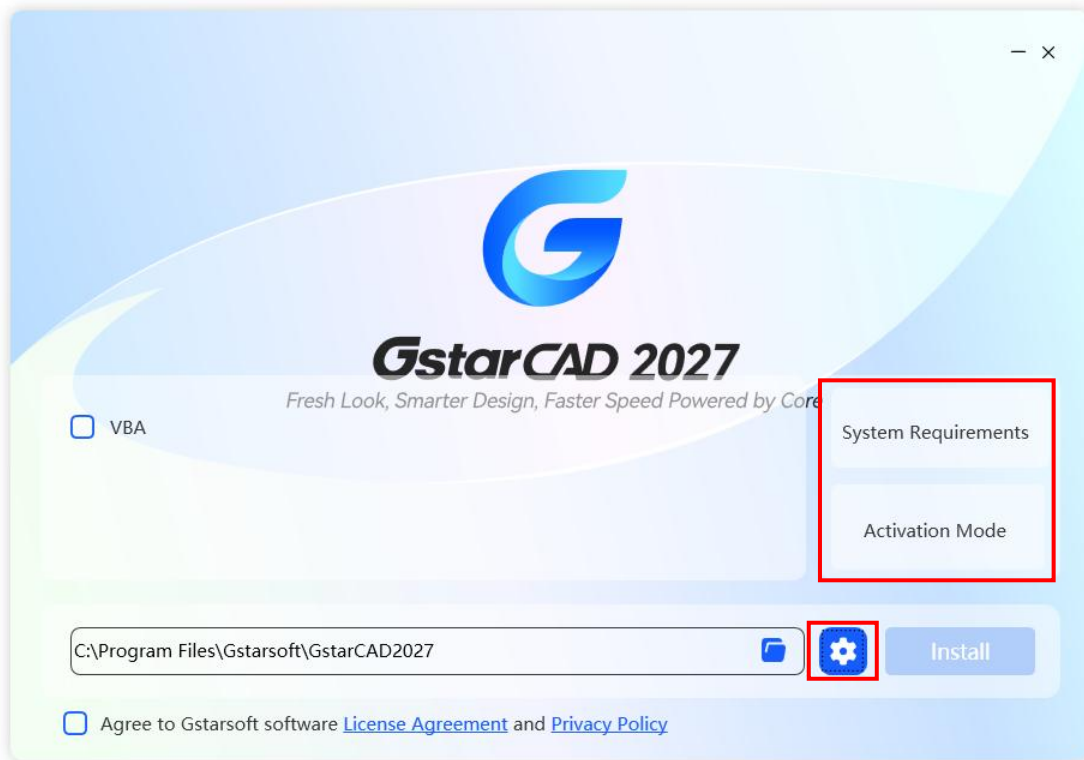 GstarCAD 2027
Fresh Look, Smarter Design, Faster Speed Powered by Core
VBA
System Requirements
Activation Mode
C:\Program Files\Gstarsoft\GstarCAD2027
Install
Agree to Gstarsoft software License Agreement and Privacy Policy